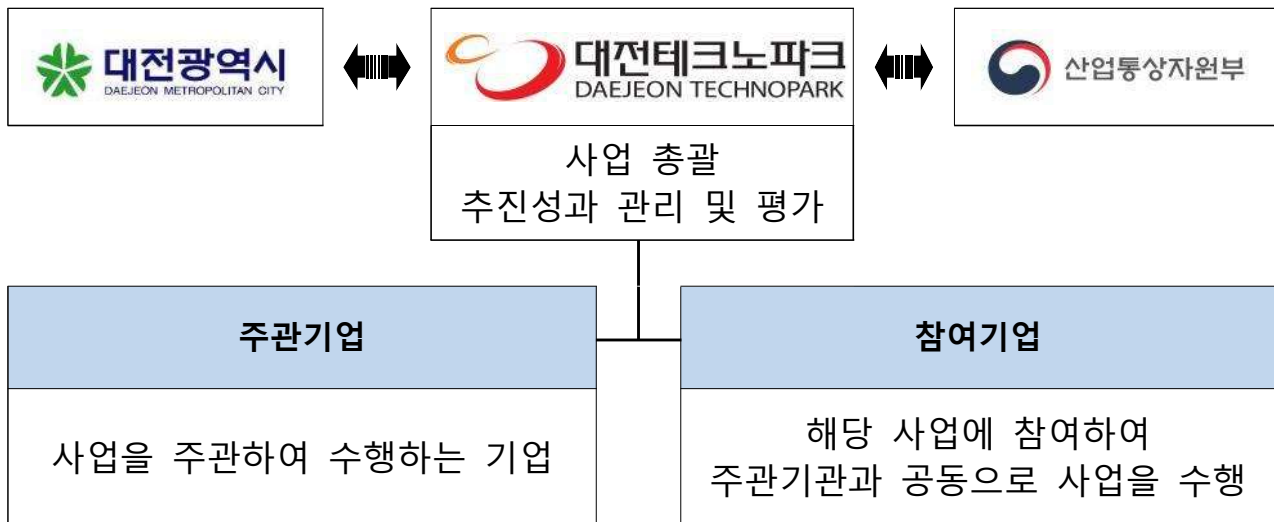 대전광역시
DAEJEON METROPOLITAN CITY
대전테크노파크
DAEJEON TECHNOPARK
산업통상자원부
사업 총괄
추진성과 관리 및 평가
주관기업
사업을 주관하여 수행하는 기업
참여기업
해당 사업에 참여하여
주관기관과 공동으로 사업을 수행